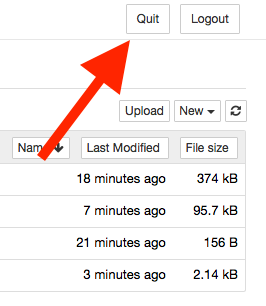 Quit Logout
Upload New
Name Last Modified File size
18 minutes ago 374 kB
7 minutes ago 95.7 kB
21 minutes ago 156 B
3 minutes ago 2.14 kB